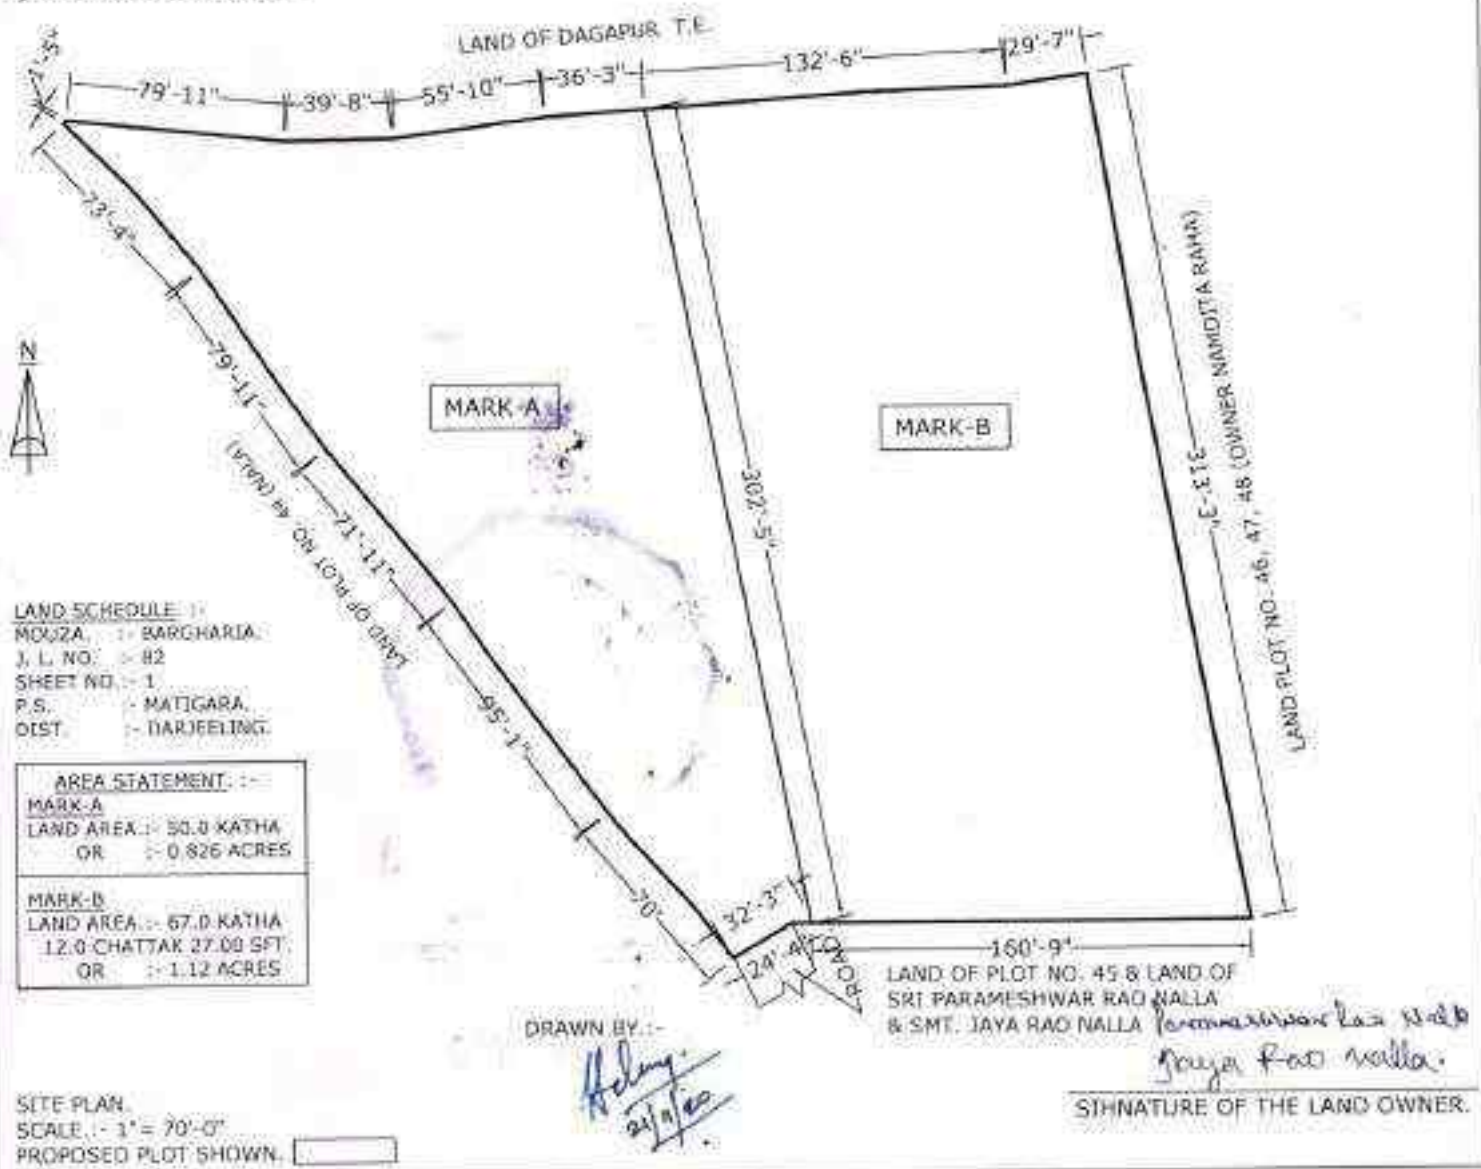 LAND OF DAGAPUR T.E.
79'-11"
39'-8"
55'-10"
36'-3"
132'-6"
29'-7"
73'-4"
79'-11"
71'-11"
95'-1"
70'
LAND OF PLOT NO. 44 (NALA)
MARK-A
302'-5"
MARK-B
313'-3"
LAND PLOT NO. 46, 47, 48 (OWNER NAMDITA RAHA)
N
LAND SCHEDULE :-
MOUZA. :- BARGHARIA.
J. L. NO. :- 82
SHEET NO. :- 1
P.S. :- MATIGARA.
DIST. :- DARJEELING.
AREA STATEMENT. :-
MARK-A
LAND AREA :- 50.0 KATHA
OR :- 0.826 ACRES
MARK-B
LAND AREA :- 67.0 KATHA
12.0 CHATTAK 27.00 SFT.
OR :- 1.12 ACRES
32'-3"
24'-4"
ROAD
160'-9"
LAND OF PLOT NO. 45 & LAND OF
SRI PARAMESHWAR RAO NALLA
& SMT. JAYA RAO NALLA
Jaya Rao Nalla.
SIHNATURE OF THE LAND OWNER.
DRAWN BY :-
SITE PLAN.
SCALE :- 1" = 70'-0"
PROPOSED PLOT SHOWN.